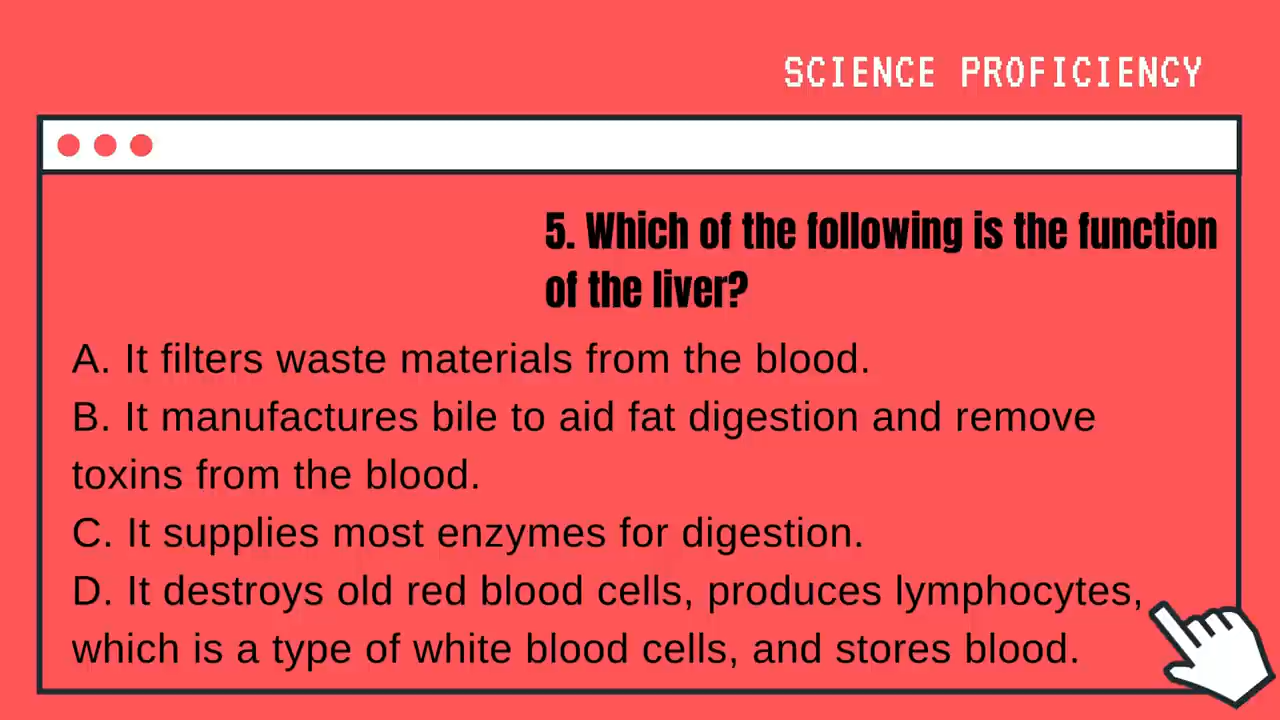 SCIENCE PROFICIENCY
5. Which of the following is the function
of the liver?
A. It filters waste materials from the blood.
B. It manufactures bile to aid fat digestion and remove
toxins from the blood.
C. It supplies most enzymes for digestion.
D. It destroys old red blood cells, produces lymphocytes,
which is a type of white blood cells, and stores blood.